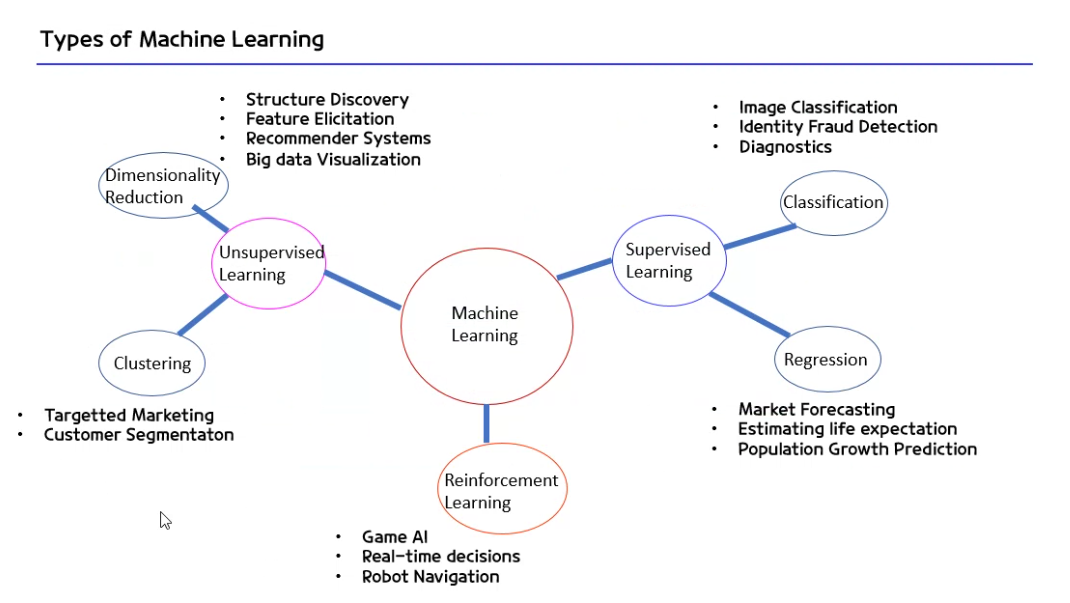 Types of Machine Learning
• Structure Discovery
• Feature Elicitation
• Recommender Systems
• Big data Visualization
Dimensionality
Reduction
Unsupervised
Learning
Clustering
• Targetted Marketing
• Customer Segmentaton
Machine
Learning
Reinforcement
Learning
• Game AI
• Real-time decisions
• Robot Navigation
• Image Classification
• Identity Fraud Detection
• Diagnostics
Classification
Supervised
Learning
Regression
• Market Forecasting
• Estimating life expectation
• Population Growth Prediction